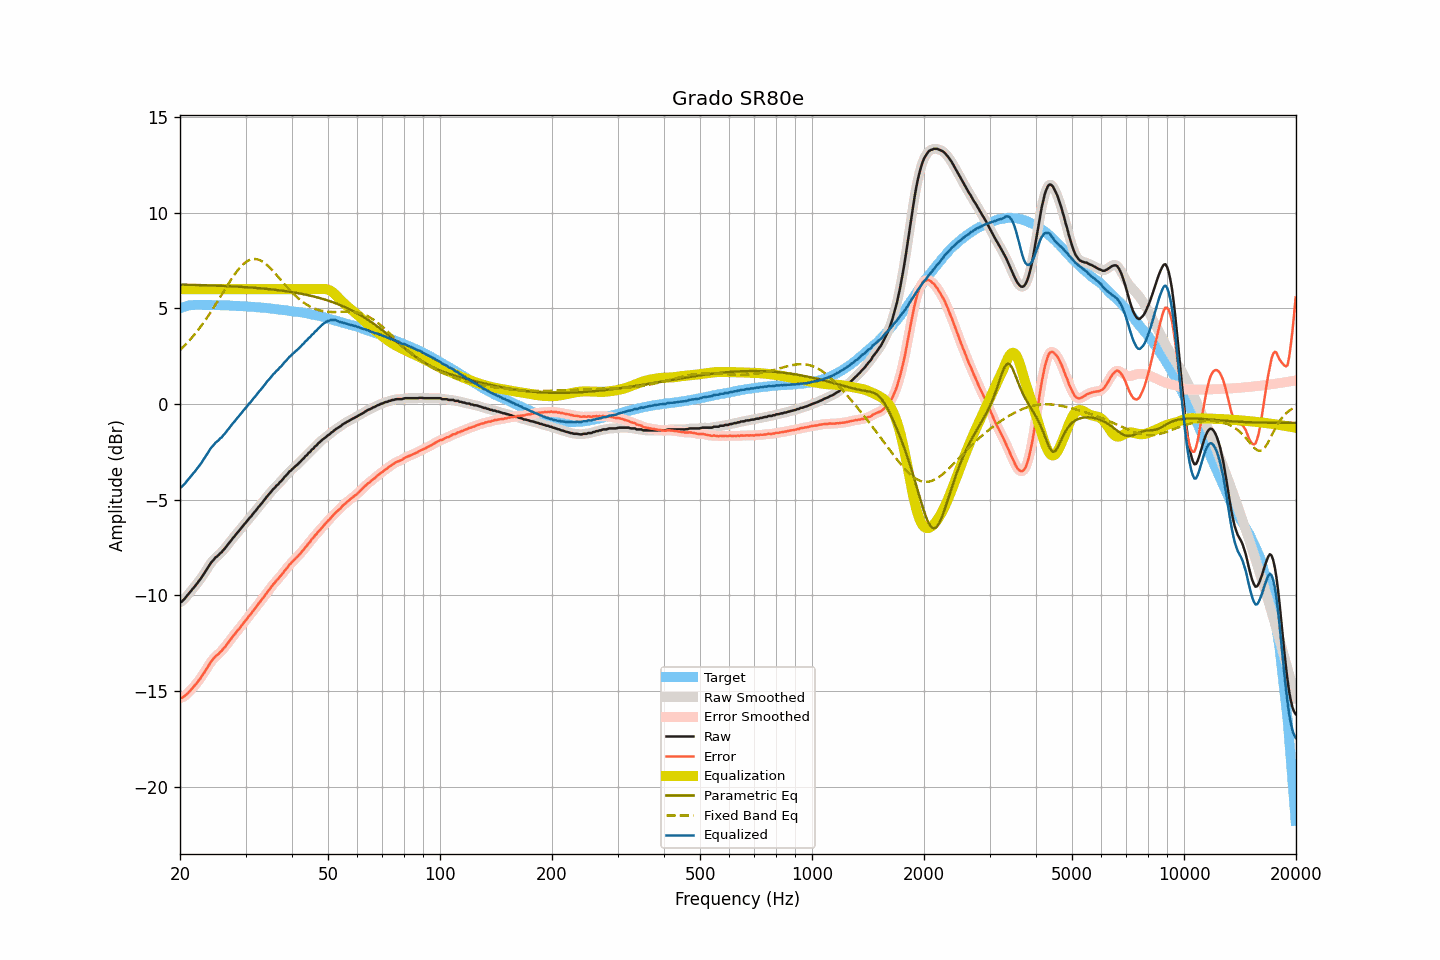 Grado SR80e
15
10
5
0
−5
−10
−15
−20
Amplitude (dBr)
Target
Raw Smoothed
Error Smoothed
Raw
Error
Equalization
Parametric Eq
Fixed Band Eq
Equalized
20 50 100 200 500 1000 2000 5000 10000 20000
Frequency (Hz)